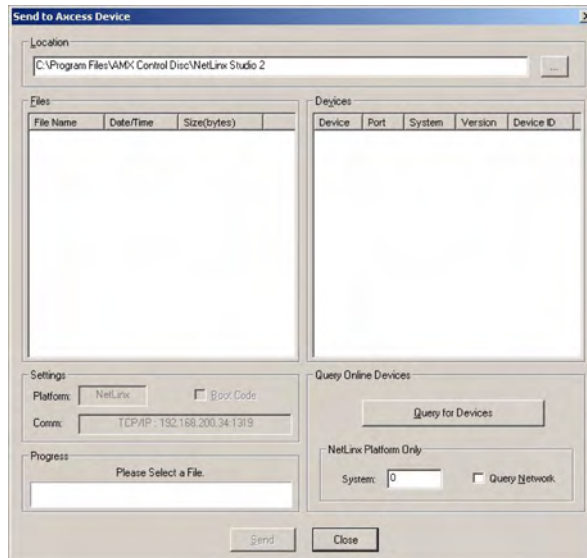 Send to Axcess Device
Location
C:\Program Files\AMX Control Disc\NetLinx Studio 2
...
Files
File Name Date/Time Size(bytes)
Devices
Device Port System Version Device ID
Settings
Platform: NetLinx Boot Code
Comm: TCP/IP : 192.168.200.34:1319
Query Online Devices
Query for Devices
NetLinx Platform Only
System: 0 Query Network
Progress
Please Select a File.
Send Close